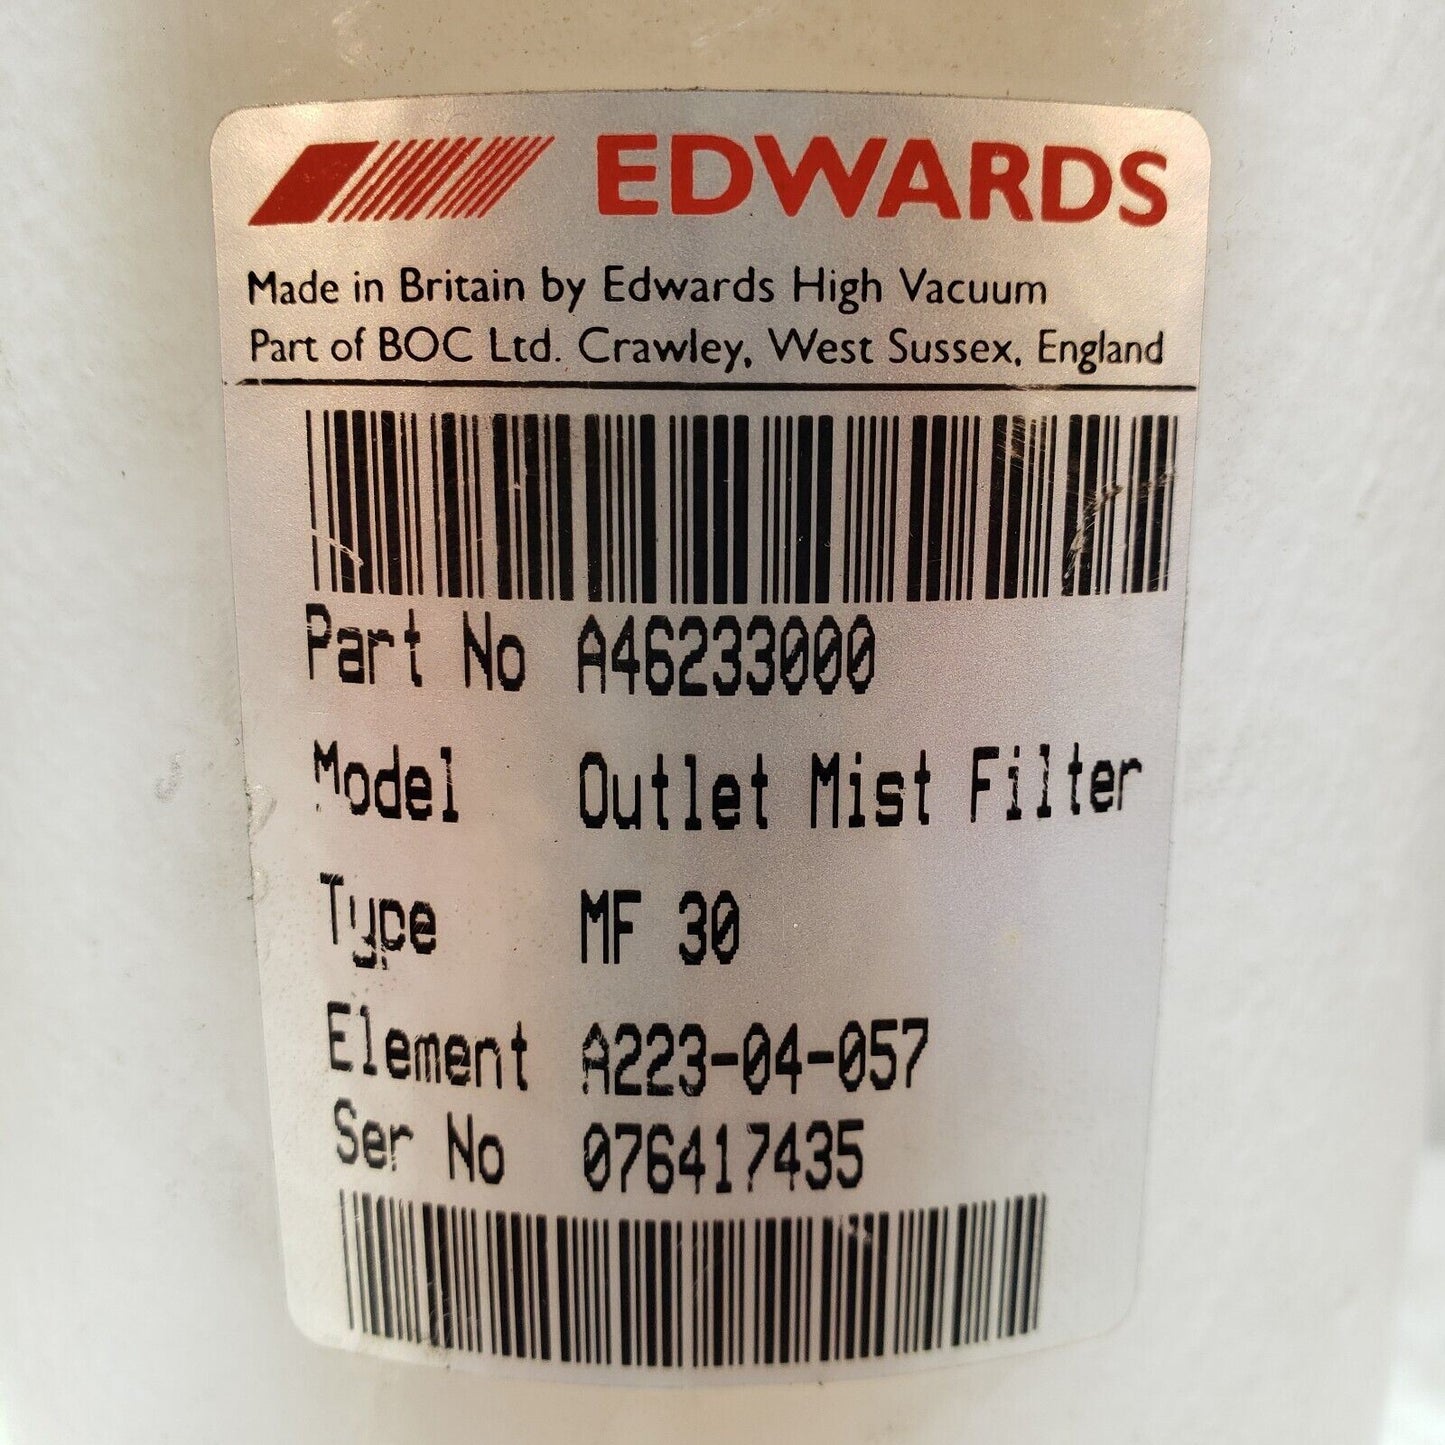 EDWARDS
Made in Britain by Edwards High Vacuum
Part of BOC Ltd. Crawley, West Sussex, England
Part No A46233000
Model Outlet Mist Filter
Type MF 30
Element A223-04-057
Ser No 076417435